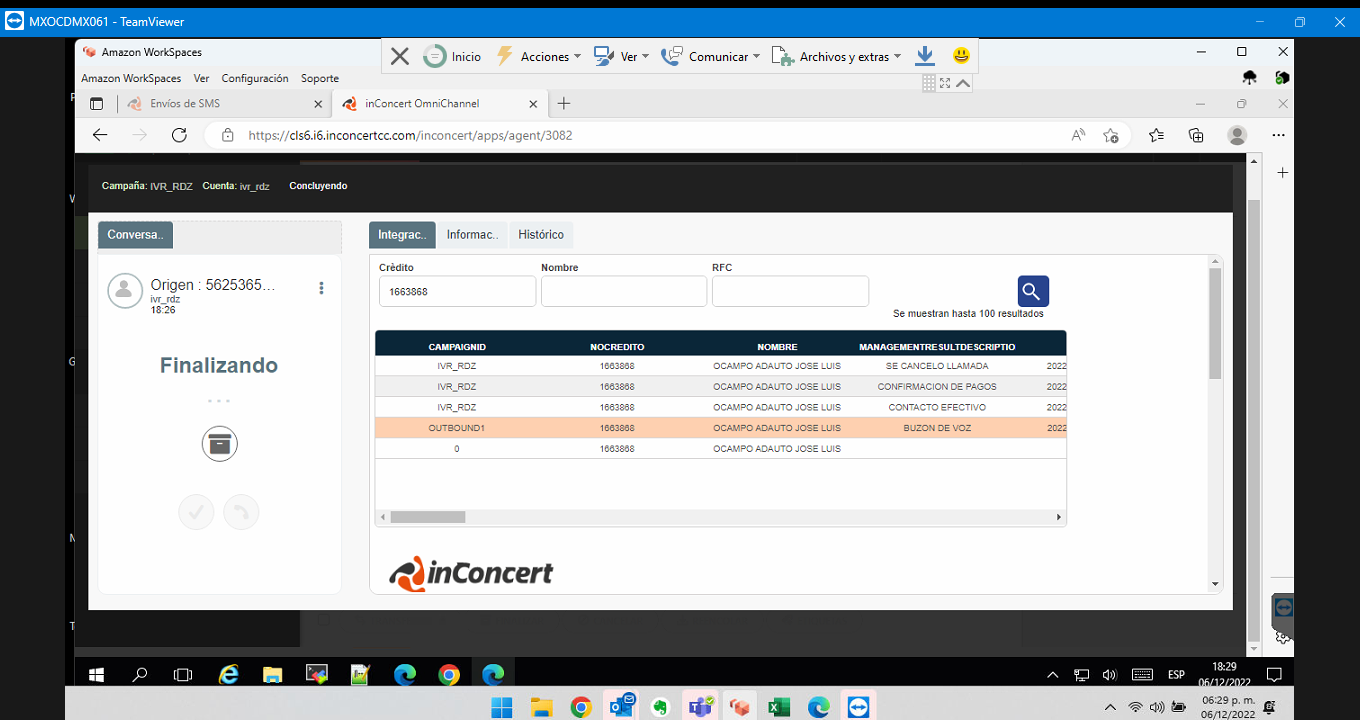 MXOCDMX061 - TeamViewer
Amazon WorkSpaces
Inicio
Acciones
Ver
Comunicar
Archivos y extras
Amazon WorkSpaces Ver Configuración Soporte
Envíos de SMS
inConcert OmniChannel
https://cls6.i6.inconcertcc.com/inconcert/apps/agent/3082
Campaña: IVR_RDZ Cuenta: ivr_rdz Concluyendo
Conversa..
Integrac.. Informac.. Histórico
Origen : 5625365...
ivr_rdz
18:26
Finalizando
Crèdito Nombre RFC
1663868
Se muestran hasta 100 resultados
CAMPAIGNID NOCREDITO NOMBRE MANAGEMENTRESULTDESCRIPTIO
IVR_RDZ 1663868 OCAMPO ADAUTO JOSE LUIS SE CANCELO LLAMADA 2022
IVR_RDZ 1663868 OCAMPO ADAUTO JOSE LUIS CONFIRMACION DE PAGOS 2022
IVR_RDZ 1663868 OCAMPO ADAUTO JOSE LUIS CONTACTO EFECTIVO 2022
OUTBOUND1 1663868 OCAMPO ADAUTO JOSE LUIS BUZON DE VOZ 2022
0 1663868 OCAMPO ADAUTO JOSE LUIS
inConcert
ESP
18:29
06/12/2022
06:29 p. m.
06/12/2022